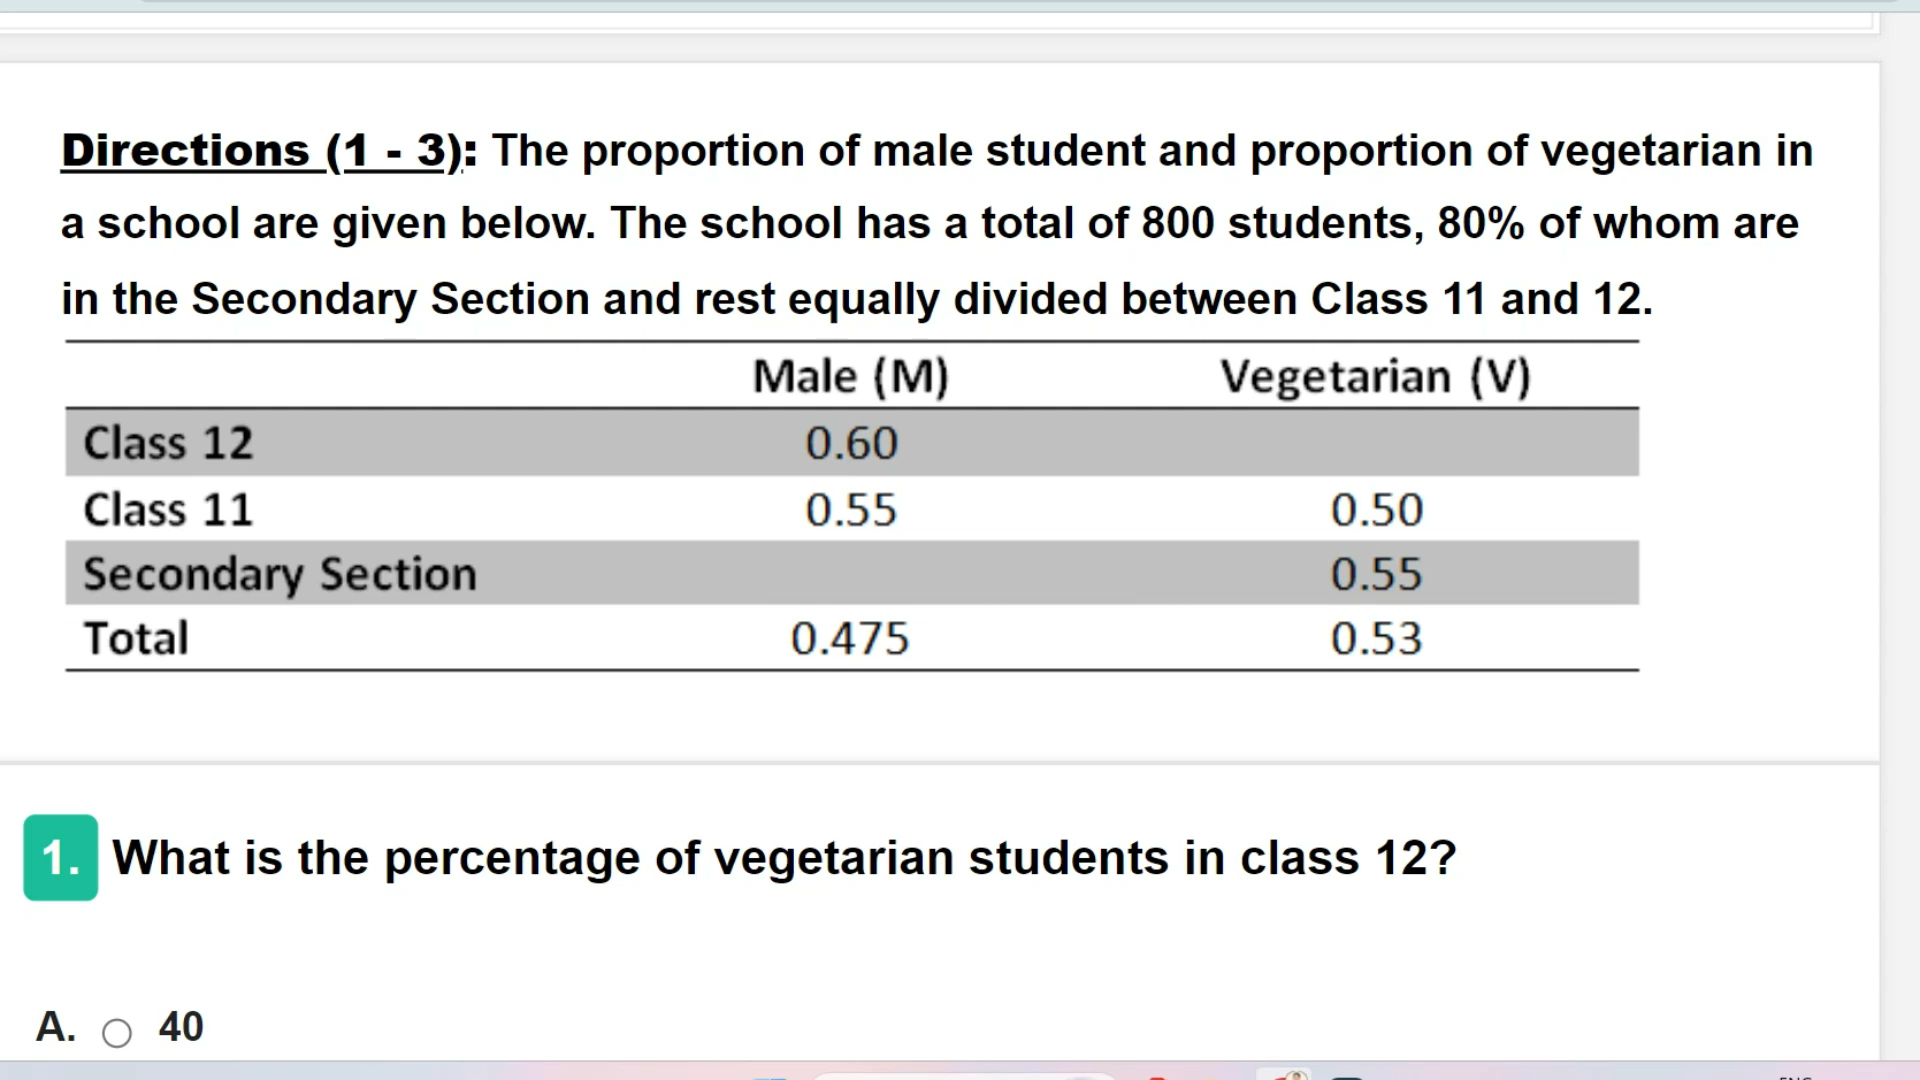 Directions (1 - 3): The proportion of male student and proportion of vegetarian in
a school are given below. The school has a total of 800 students, 80% of whom are
in the Secondary Section and rest equally divided between Class 11 and 12.
Male (M) Vegetarian (V)
Class 12 0.60
Class 11 0.55 0.50
Secondary Section 0.55
Total 0.475 0.53
1. What is the percentage of vegetarian students in class 12?
A. 40